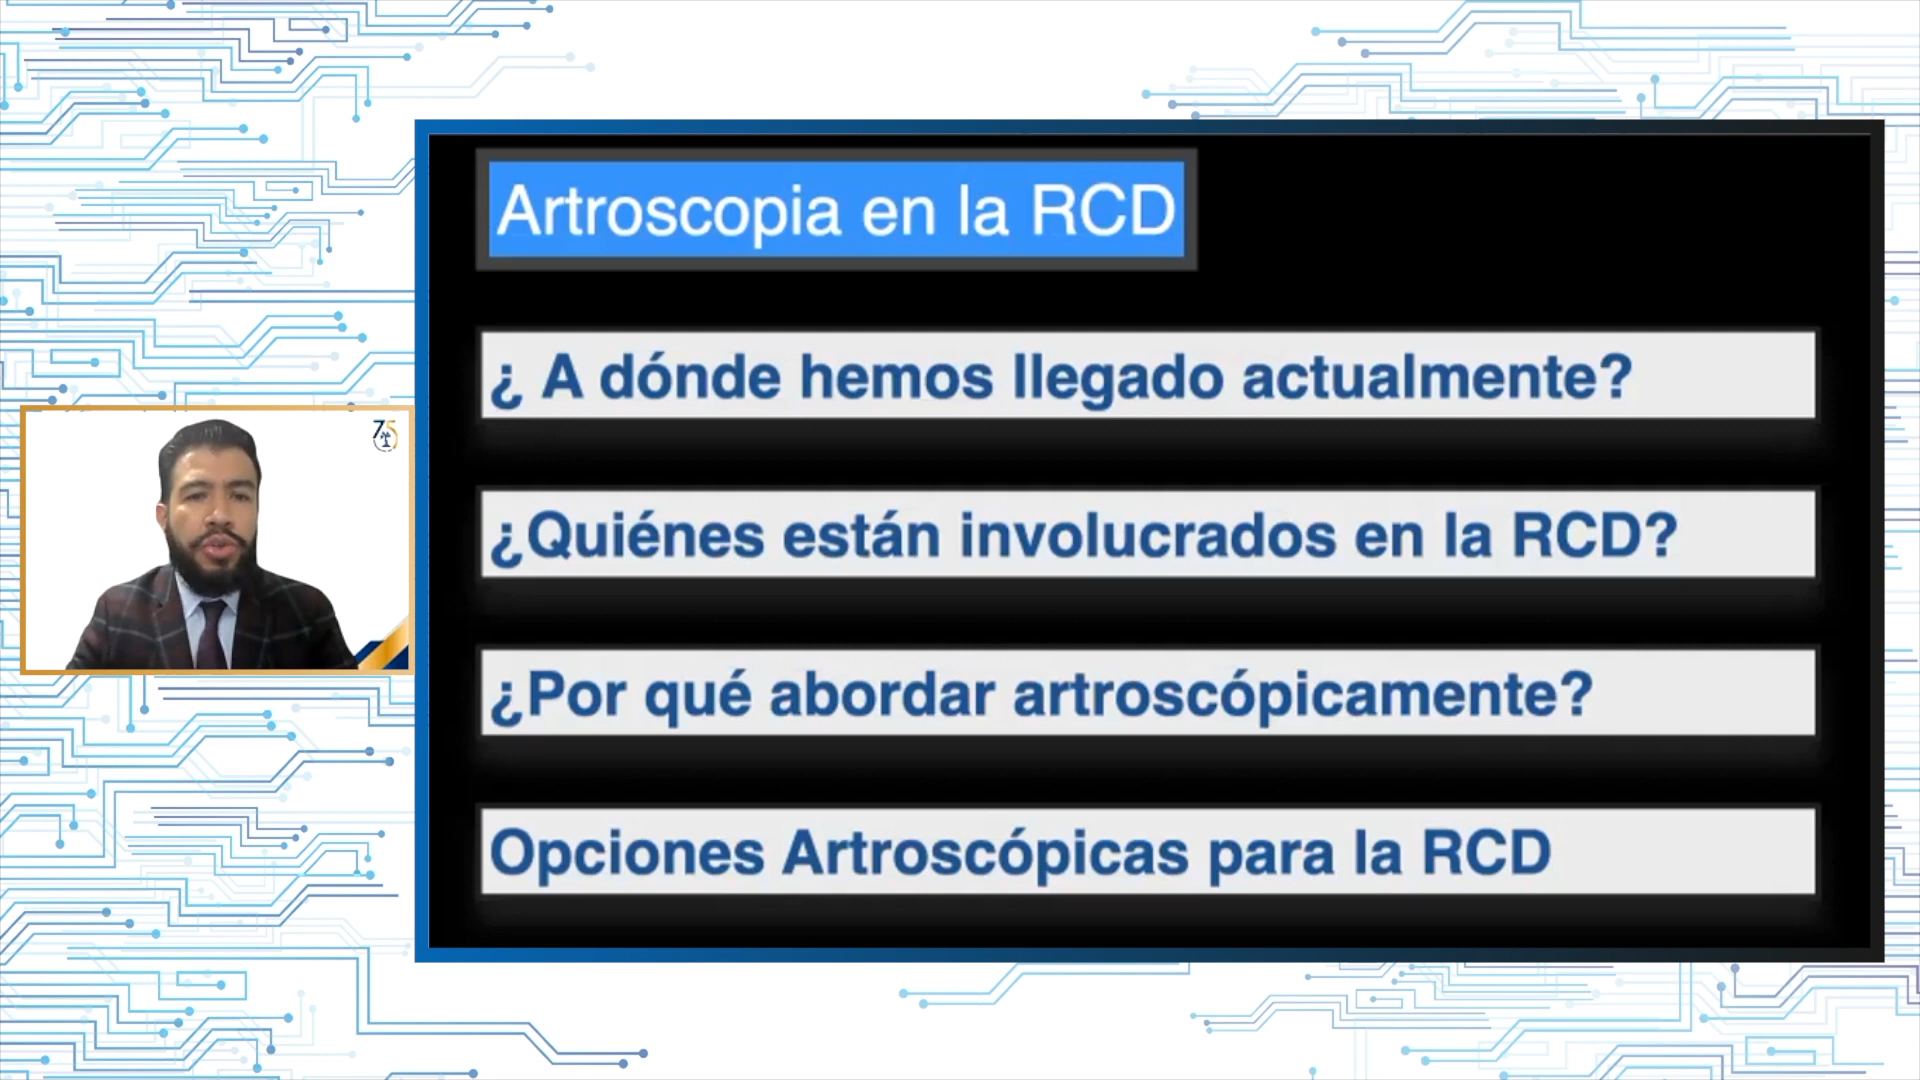 Artroscopia en la RCD
75
¿ A dónde hemos llegado actualmente?
¿Quiénes están involucrados en la RCD?
¿Por qué abordar artroscópicamente?
Opciones Artroscópicas para la RCD